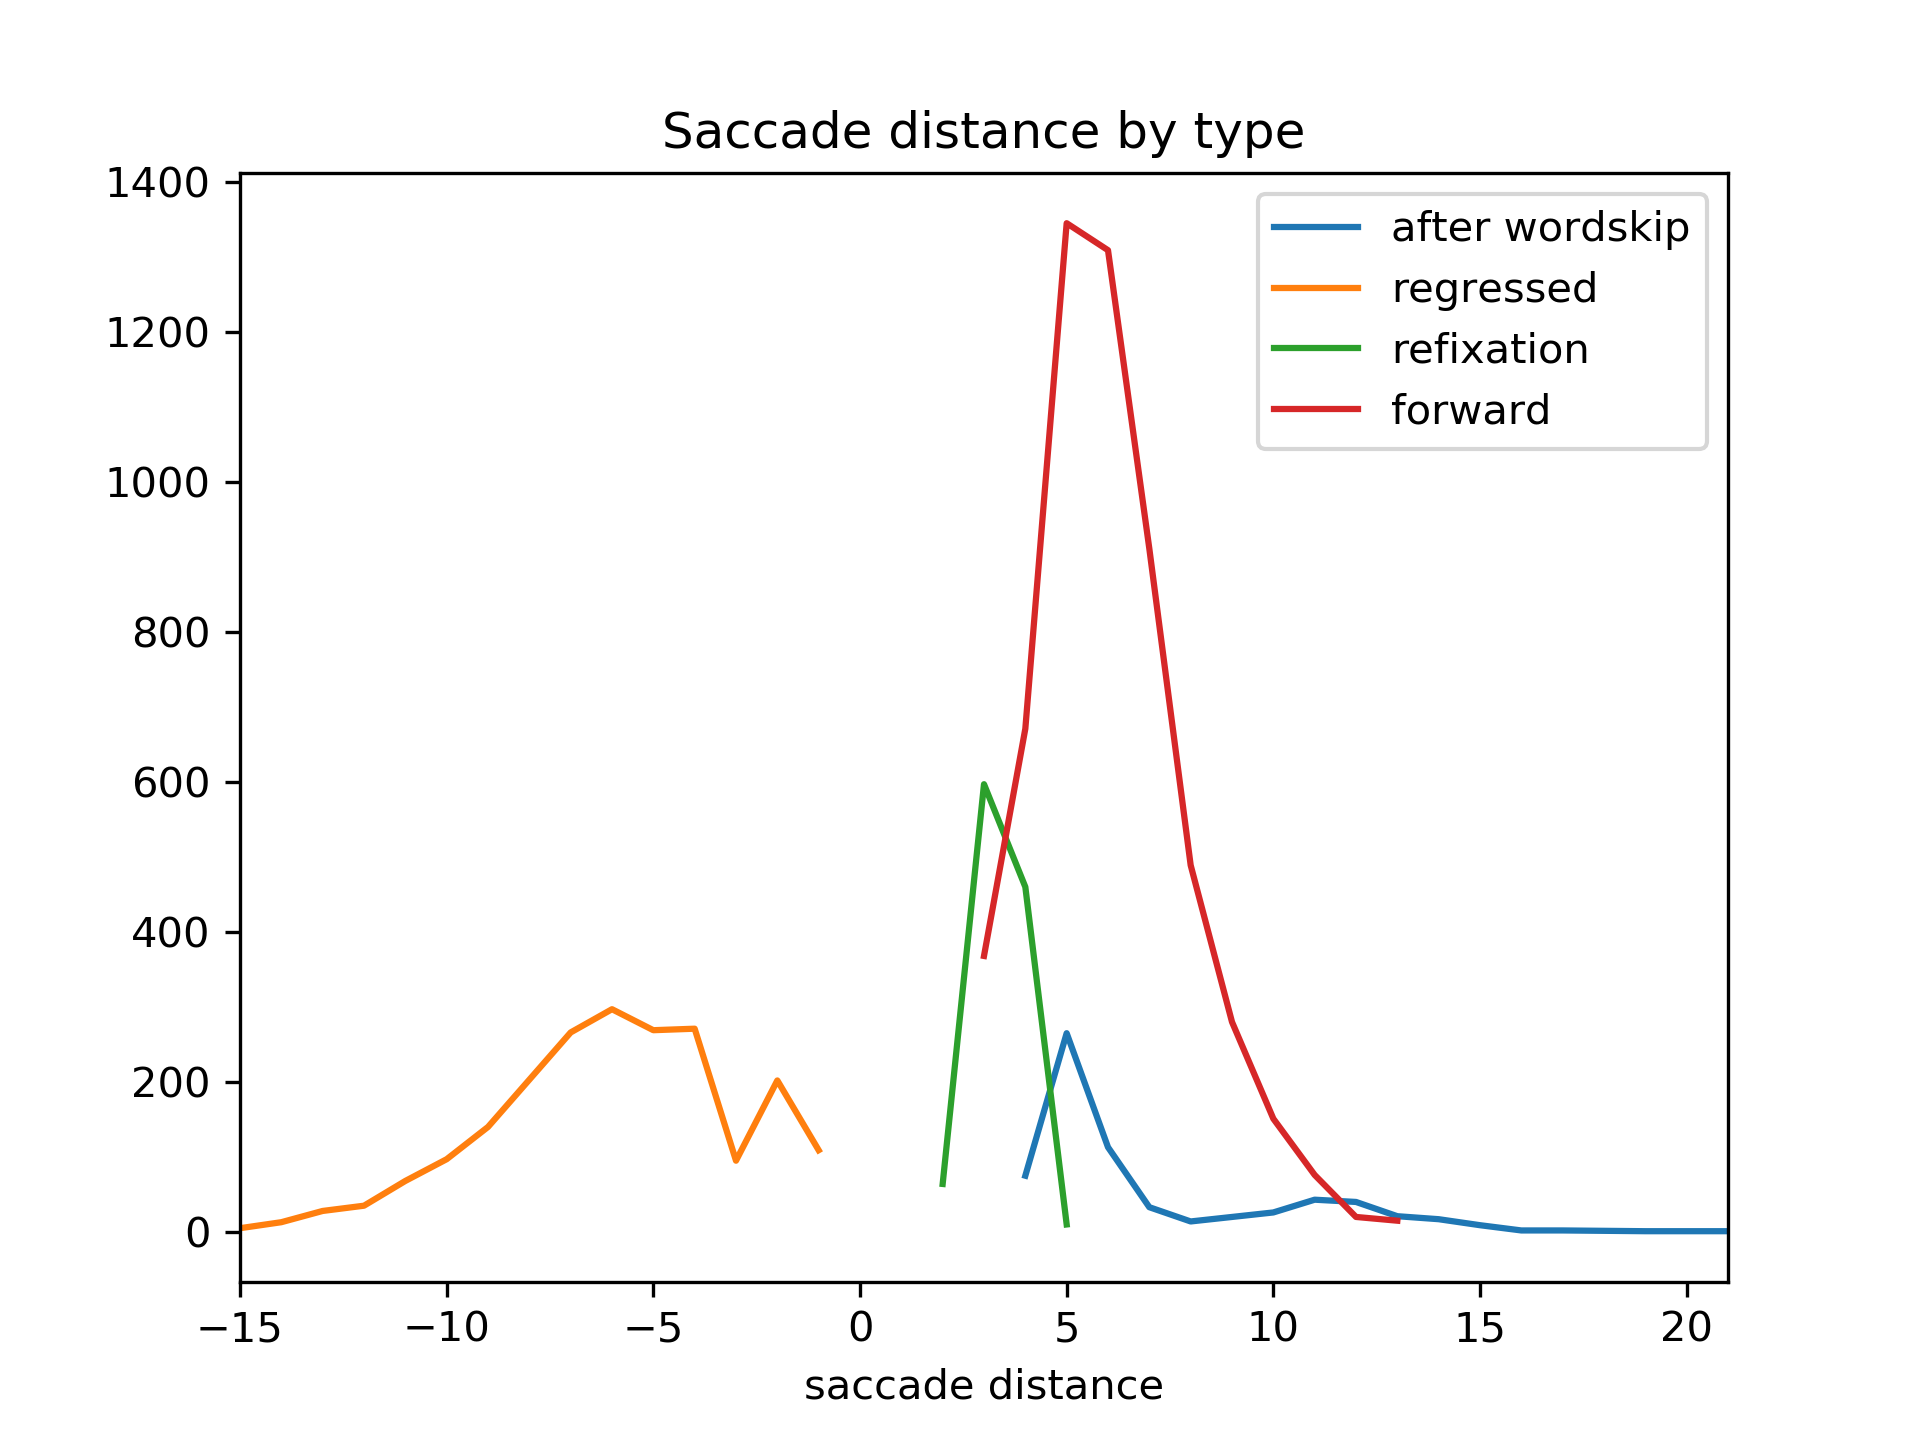 Saccade distance by type
1400
1200
1000
800
600
400
200
0
after wordskip
regressed
refixation
forward
−15 −10 −5 0 5 10 15 20
saccade distance